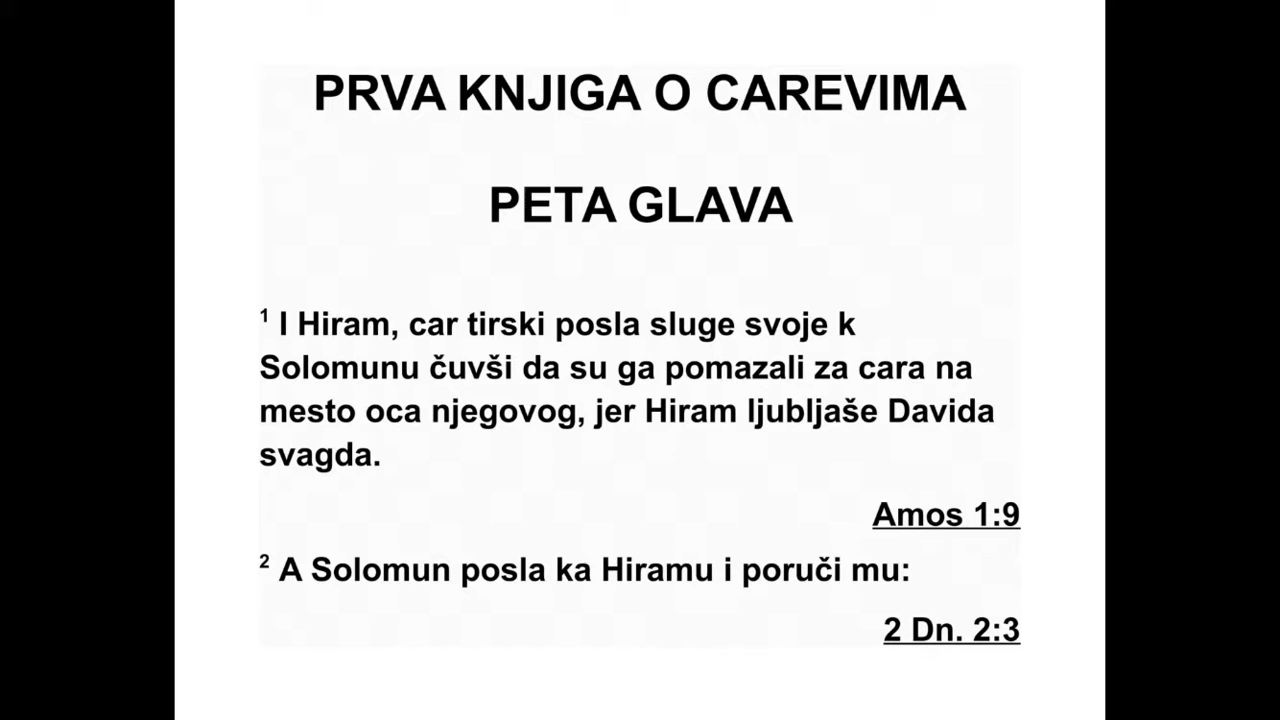 PRVA KNJIGA O CAREVIMA
PETA GLAVA
1 I Hiram, car tirski posla sluge svoje k
Solomunu čuvši da su ga pomazali za cara na
mesto oca njegovog, jer Hiram ljubljaše Davida
svagda.
Amos 1:9
2 A Solomun posla ka Hiramu i poruči mu:
2 Dn. 2:3